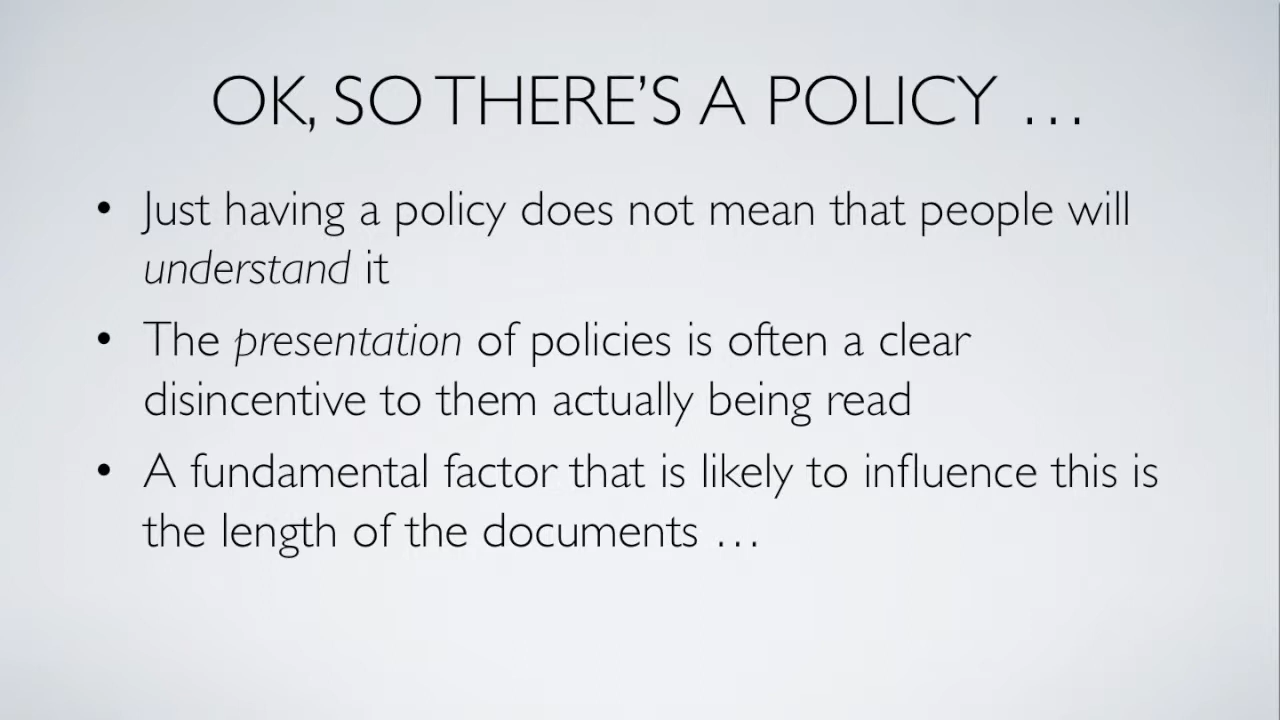 OK, SO THERE’S A POLICY …
• Just having a policy does not mean that people will
understand it
• The presentation of policies is often a clear
disincentive to them actually being read
• A fundamental factor that is likely to influence this is
the length of the documents …